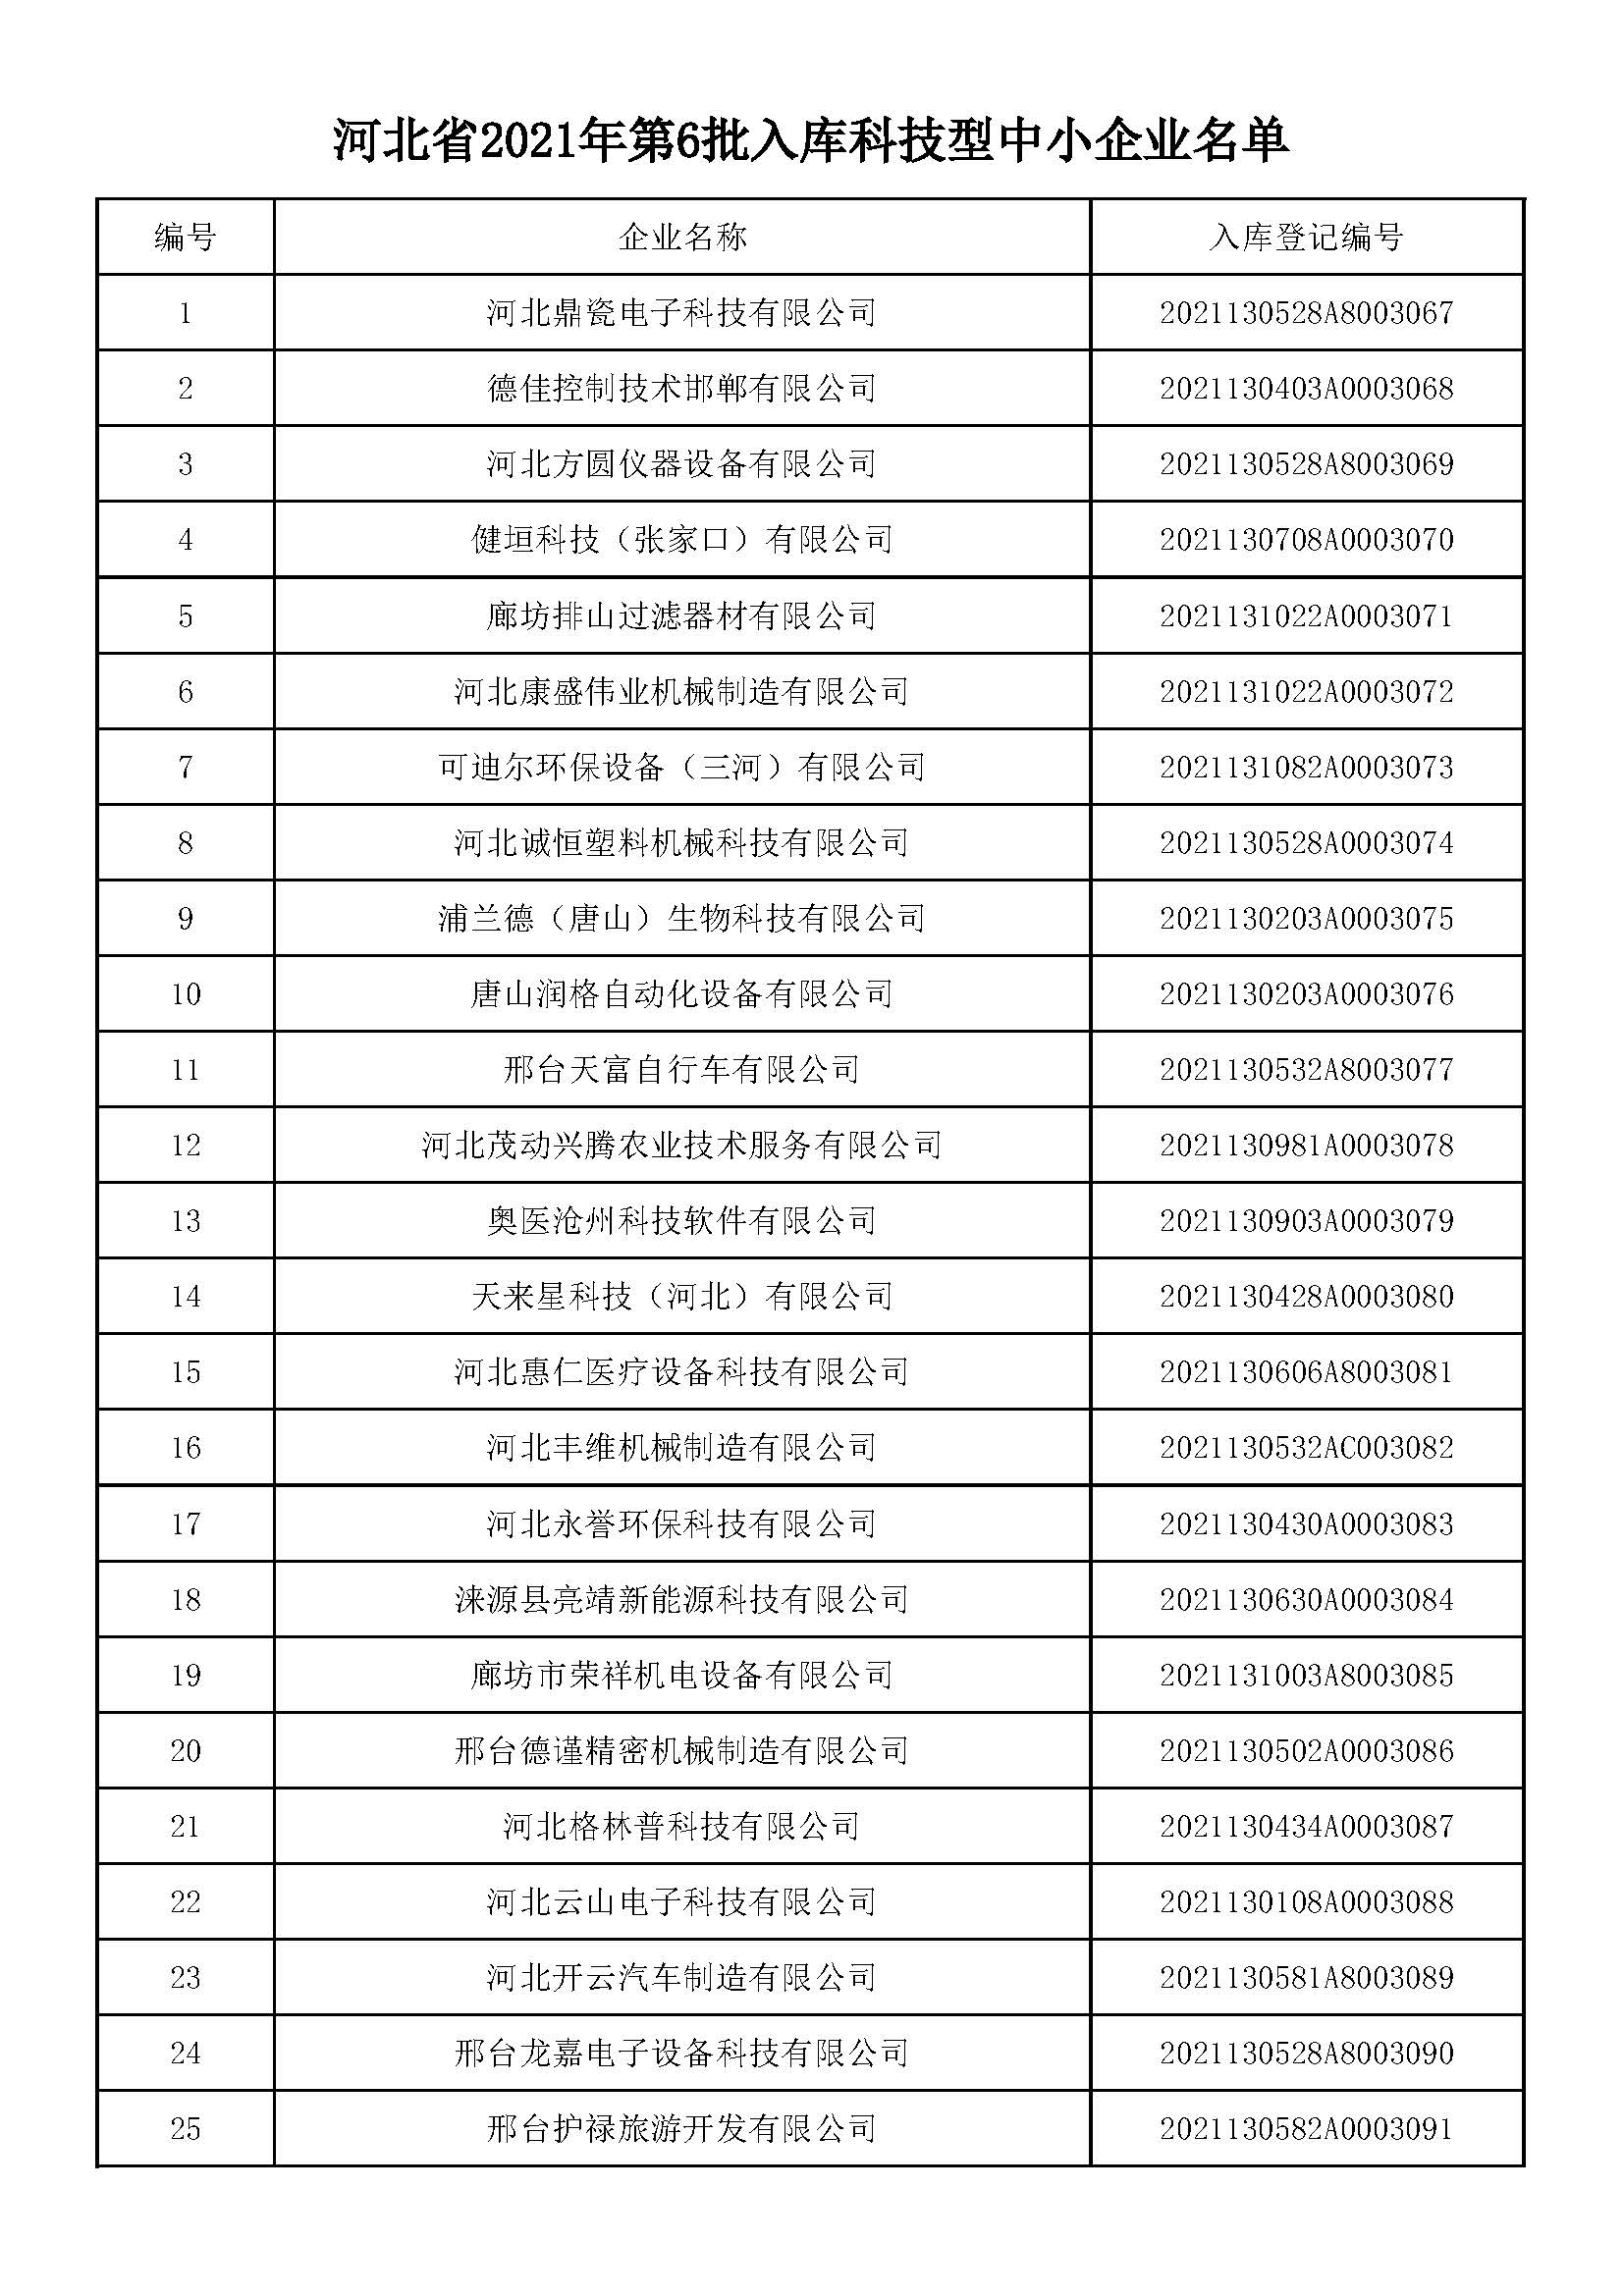 河北省2021年第6批入库科技型中小企业名单
编号 企业名称 入库登记编号
1 河北鼎瓷电子科技有限公司 2021130528A8003067
2 德佳控制技术邯郸有限公司 2021130403A0003068
3 河北方圆仪器设备有限公司 2021130528A8003069
4 健垣科技（张家口）有限公司 2021130708A0003070
5 廊坊排山过滤器材有限公司 2021131022A0003071
6 河北康盛伟业机械制造有限公司 2021131022A0003072
7 可迪尔环保设备（三河）有限公司 2021131082A0003073
8 河北诚恒塑料机械科技有限公司 2021130528A0003074
9 浦兰德（唐山）生物科技有限公司 2021130203A0003075
10 唐山润格自动化设备有限公司 2021130203A0003076
11 邢台天富自行车有限公司 2021130532A8003077
12 河北茂动兴腾农业技术服务有限公司 2021130981A0003078
13 奥医沧州科技软件有限公司 2021130903A0003079
14 天来星科技（河北）有限公司 2021130428A0003080
15 河北惠仁医疗设备科技有限公司 2021130606A8003081
16 河北丰维机械制造有限公司 2021130532AC003082
17 河北永誉环保科技有限公司 2021130430A0003083
18 涞源县亮靖新能源科技有限公司 2021130630A0003084
19 廊坊市荣祥机电设备有限公司 2021131003A8003085
20 邢台德谨精密机械制造有限公司 2021130502A0003086
21 河北格林普科技有限公司 2021130434A0003087
22 河北云山电子科技有限公司 2021130108A0003088
23 河北开云汽车制造有限公司 2021130581A8003089
24 邢台龙嘉电子设备科技有限公司 2021130528A8003090
25 邢台护禄旅游开发有限公司 2021130582A0003091